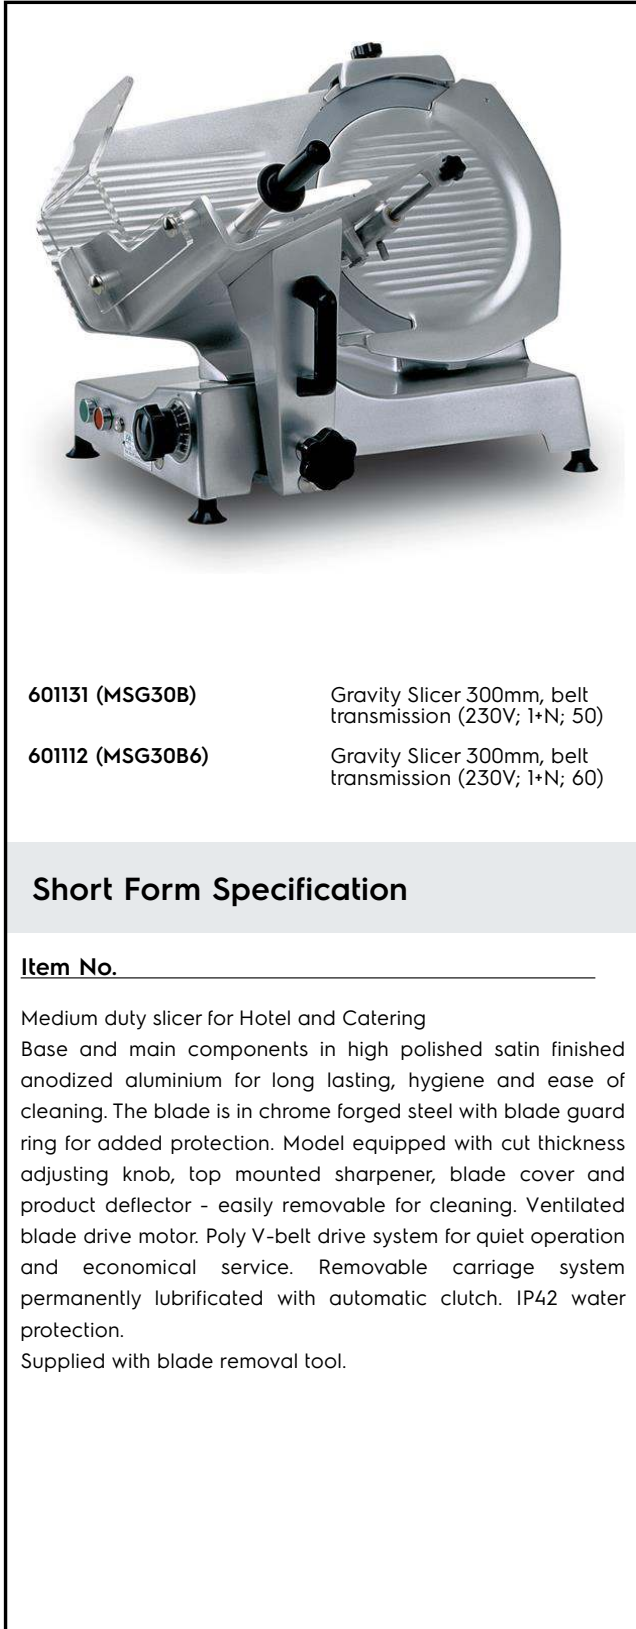 601131 (MSG30B)
Gravity Slicer 300mm, belt
transmission (230V; 1+N; 50)
601112 (MSG30B6)
Gravity Slicer 300mm, belt
transmission (230V; 1+N; 60)
Short Form Specification
Item No.
Medium duty slicer for Hotel and Catering
Base and main components in high polished satin finished
anodized aluminium for long lasting, hygiene and ease of
cleaning. The blade is in chrome forged steel with blade guard
ring for added protection. Model equipped with cut thickness
adjusting knob, top mounted sharpener, blade cover and
product deflector - easily removable for cleaning. Ventilated
blade drive motor. Poly V-belt drive system for quiet operation
and economical service. Removable carriage system
permanently lubrificated with automatic clutch. IP42 water
protection.
Supplied with blade removal tool.